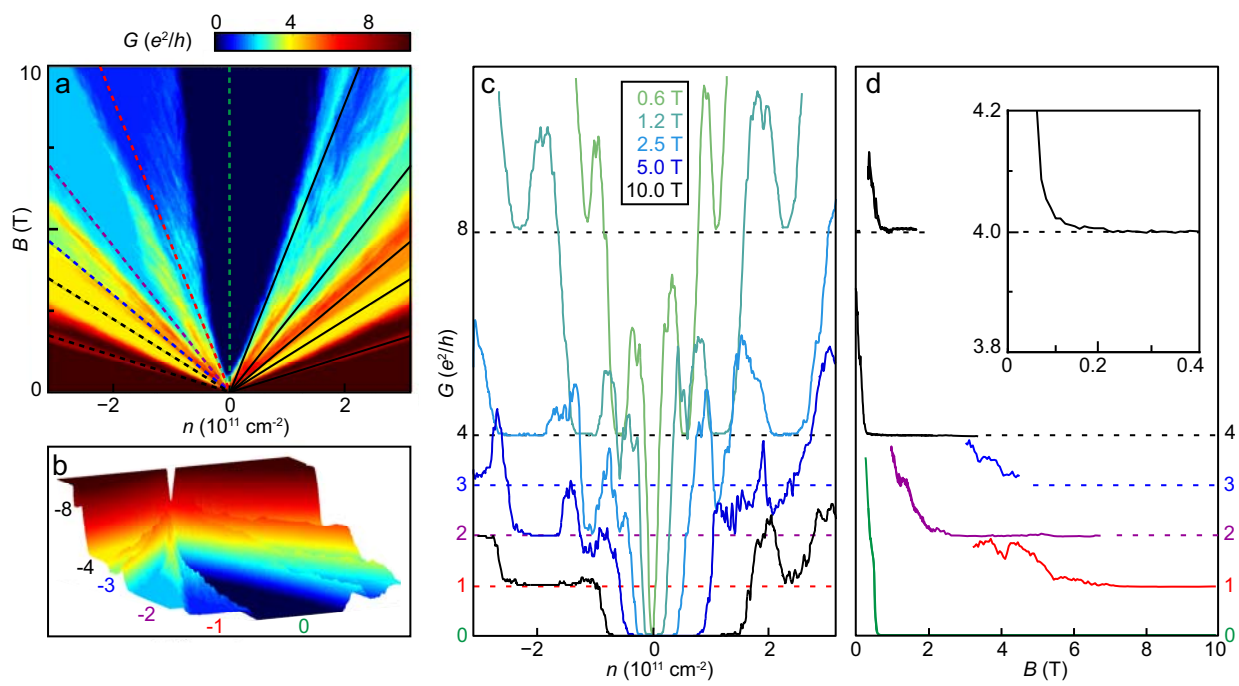 G (e²/h)
0 4 8
a
10
5
0
B (T)
−2 0 2
n (10¹¹ cm⁻²)
b
-8
-4
-3
-2
-1
0
c
0.6 T
1.2 T
2.5 T
5.0 T
10.0 T
8
4
3
2
1
0
G (e²/h)
−2 0 2
n (10¹¹ cm⁻²)
d
4.2
4.0
3.8
0 0.2 0.4
4
3
2
1
0
0 2 4 6 8 10
B (T)